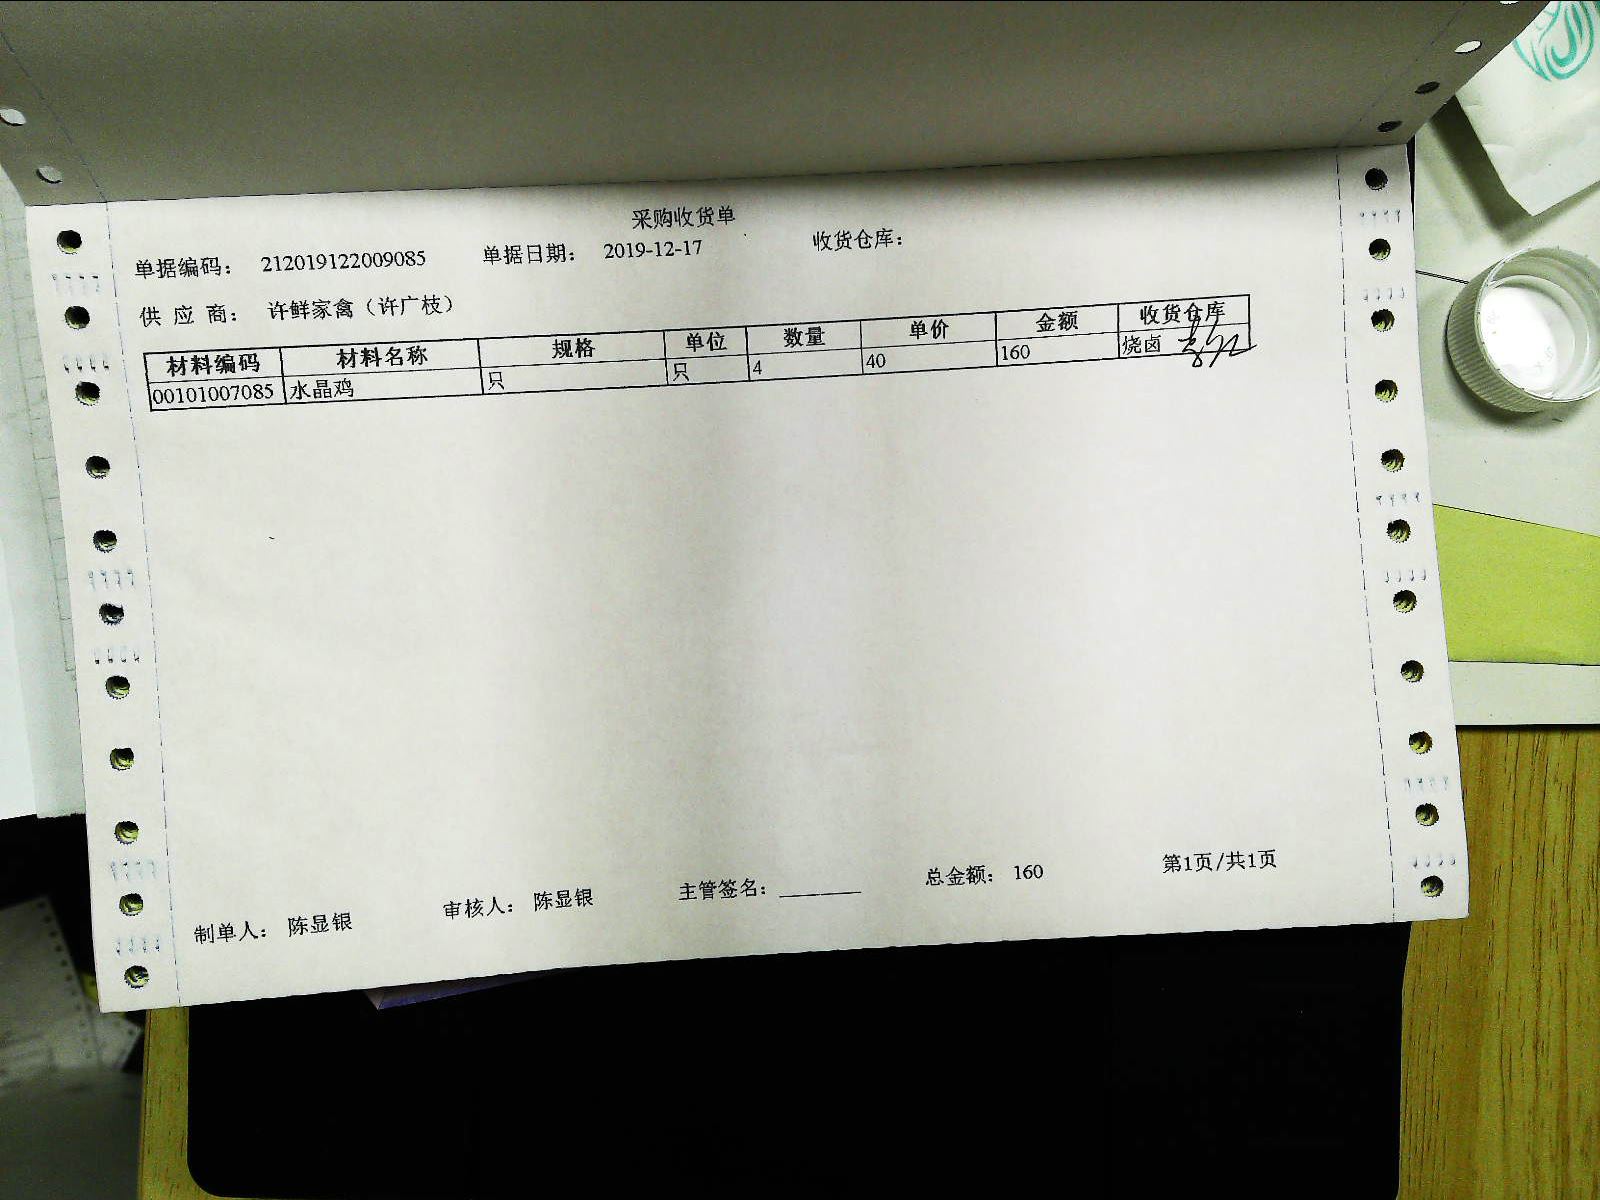 采购收货单
单据编码： 212019122009085 单据日期： 2019-12-17 收货仓库：
供 应 商： 许鲜家禽（许广枝）
材料编码 材料名称 规格 单位 数量 单价 金额 收货仓库
00101007085 水晶鸡 只 只 4 40 160 烧卤
制单人： 陈显银 审核人： 陈显银 主管签名：________ 总金额： 160 第1页/共1页